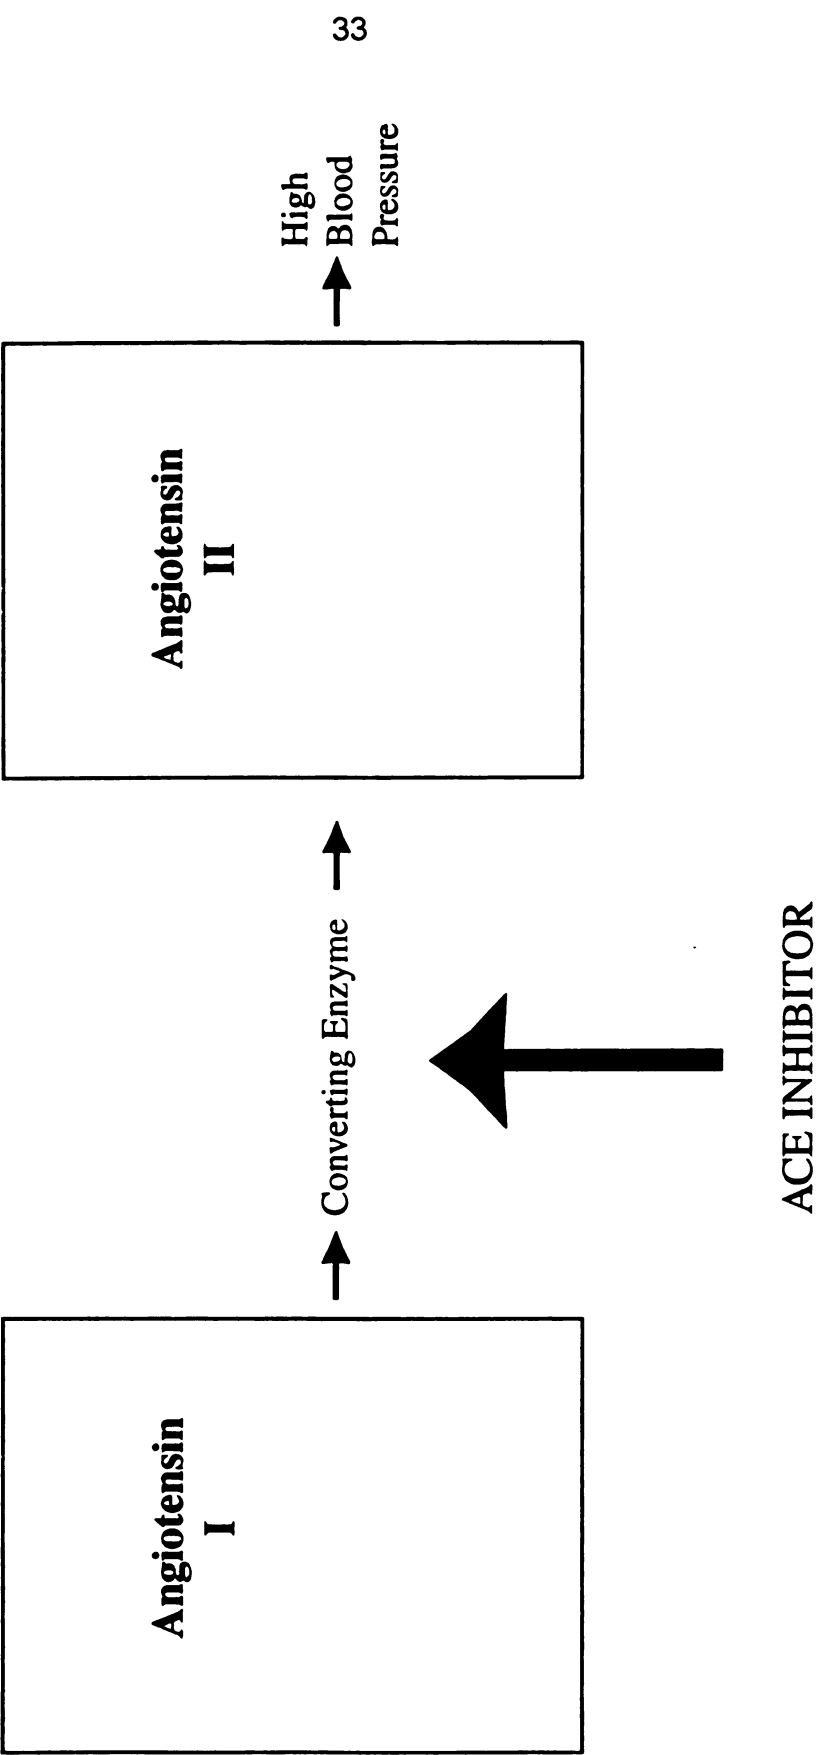 33
Angiotensin
I
Converting Enzyme
Angiotensin
II
High
Blood
Pressure
ACE INHIBITOR